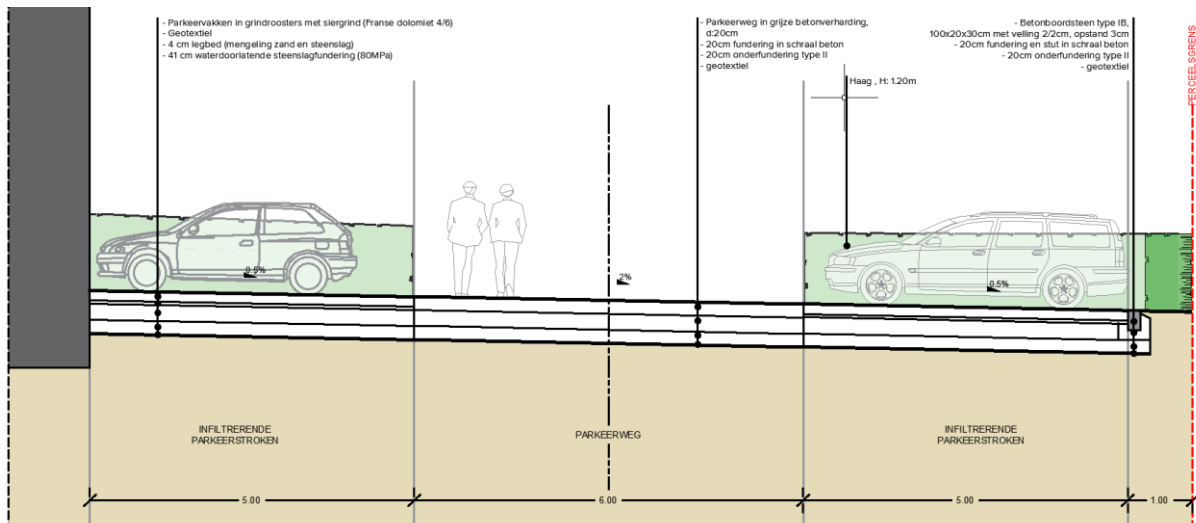 - Parkeervakken in grindroosters met siergrind (Franse dolomiet 4/6)
- Geotextiel
- 4 cm legbed (mengeling zand en steenslag)
- 41 cm waterdoorlatende steenslagfundering (80MPa)
- Parkeerweg in grijze betonverharding,
d:20cm
- 20cm fundering in schraal beton
- 20cm onderfundering type II
- geotextiel
- Betonboordsteen type IB,
100x20x30cm met velling 2/2cm, opstand 3cm
- 20cm fundering en stut in schraal beton
- 20cm onderfundering type II
- geotextiel
PERCEELSGRENS
Haag , H: 1.20m
0.5%
2%
0.5%
INFILTRERENDE
PARKEERSTROKEN
PARKEERWEG
INFILTRERENDE
PARKEERSTROKEN
5.00
6.00
5.00
1.00